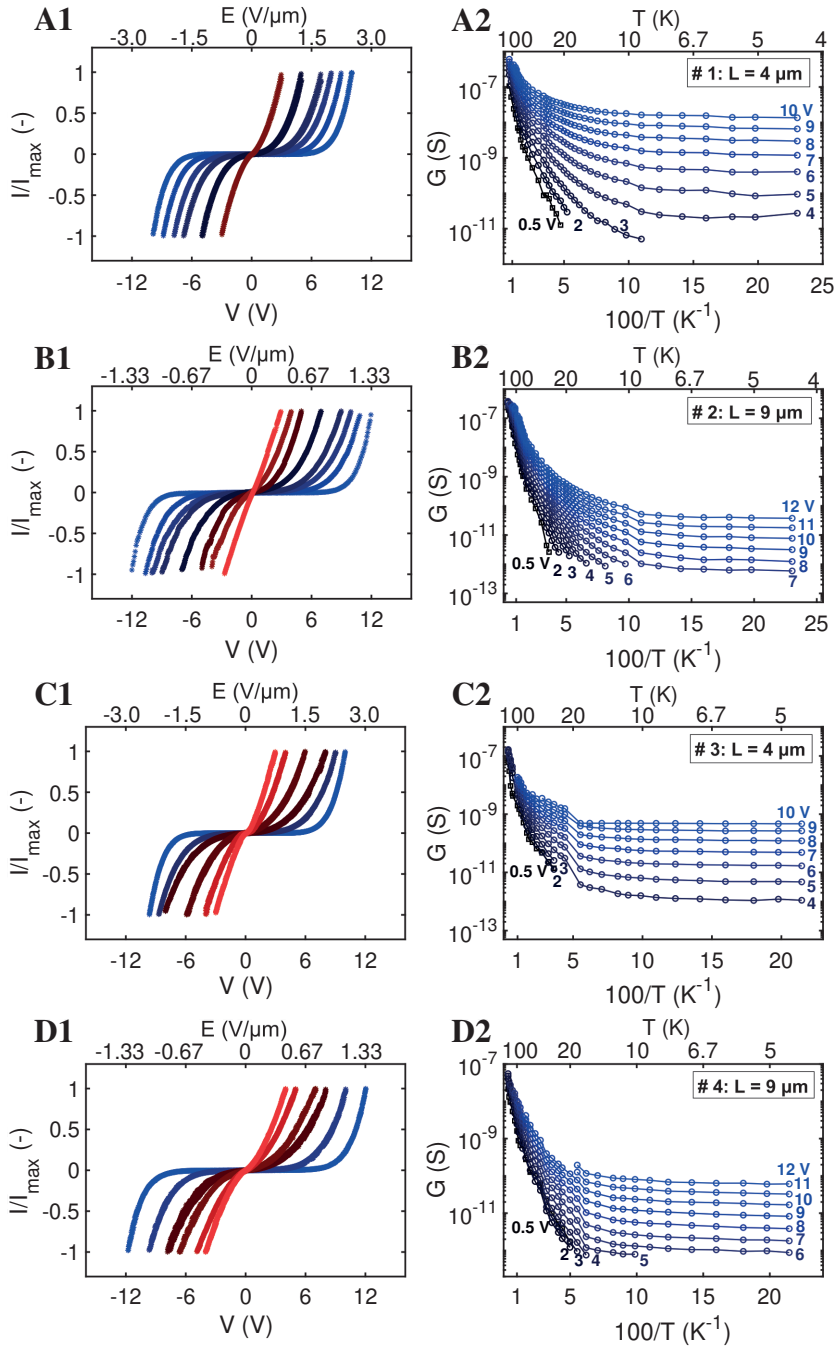 A1
E (V/µm)
-3.0 -1.5 0 1.5 3.0
1
0.5
0
-0.5
-1
I/I_max (-)
-12 -6 0 6 12
V (V)
A2
T (K)
100 20 10 6.7 5 4
# 1: L = 4 µm
10^-7
10^-9
10^-11
G (S)
10 V
9
8
7
6
5
4
0.5 V 2 3
1 5 10 15 20 25
100/T (K^-1)
B1
E (V/µm)
-1.33 -0.67 0 0.67 1.33
1
0.5
0
-0.5
-1
I/I_max (-)
-12 -6 0 6 12
V (V)
B2
T (K)
100 20 10 6.7 5 4
# 2: L = 9 µm
10^-7
10^-9
10^-11
10^-13
G (S)
12 V
11
10
9
8
7
0.5 V 2 3 4 5 6
1 5 10 15 20 25
100/T (K^-1)
C1
E (V/µm)
-3.0 -1.5 0 1.5 3.0
1
0.5
0
-0.5
-1
I/I_max (-)
-12 -6 0 6 12
V (V)
C2
T (K)
100 20 10 6.7 5
# 3: L = 4 µm
10^-7
10^-9
10^-11
10^-13
G (S)
10 V
9
8
7
6
5
4
0.5 V 2 3
1 5 10 15 20
100/T (K^-1)
D1
E (V/µm)
-1.33 -0.67 0 0.67 1.33
1
0.5
0
-0.5
-1
I/I_max (-)
-12 -6 0 6 12
V (V)
D2
T (K)
100 20 10 6.7 5
# 4: L = 9 µm
10^-7
10^-9
10^-11
G (S)
12 V
11
10
9
8
7
6
0.5 V 2 3 4 5
1 5 10 15 20
100/T (K^-1)